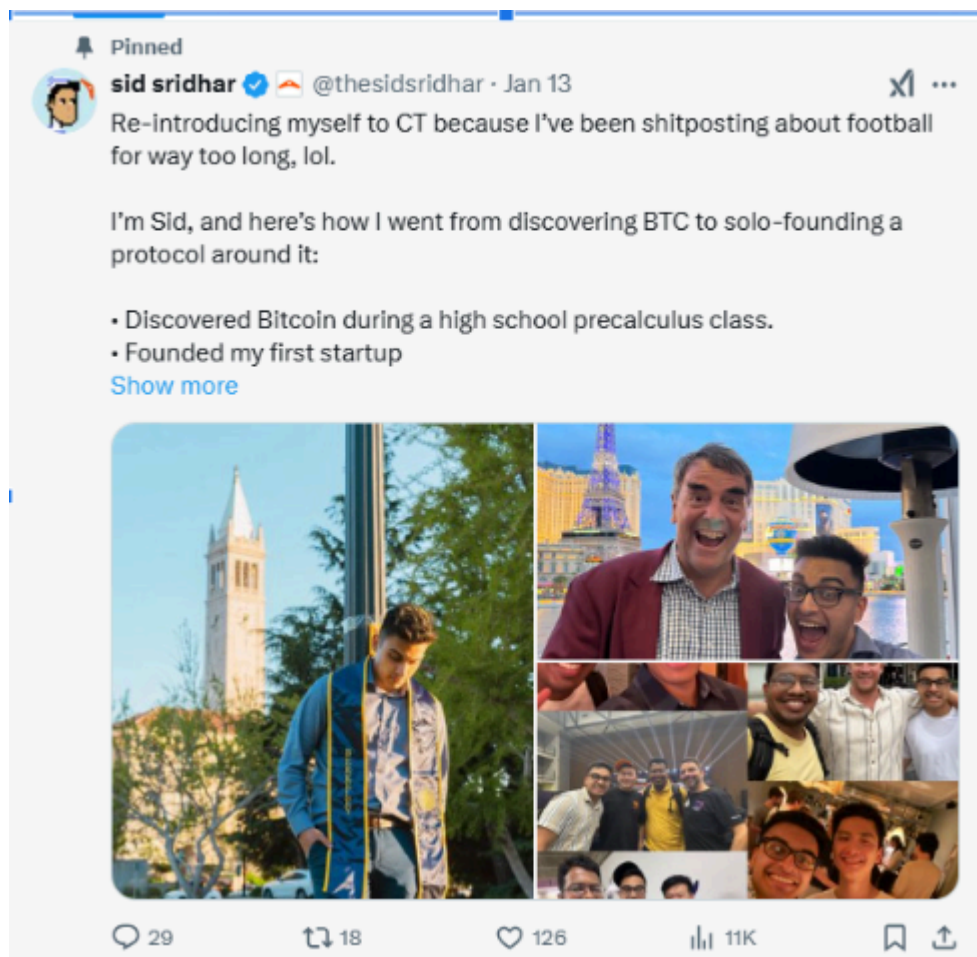 Pinned
sid sridhar @thesidsridhar · Jan 13
Re-introducing myself to CT because I've been shitposting about football
for way too long, lol.
I'm Sid, and here's how I went from discovering BTC to solo-founding a
protocol around it:
• Discovered Bitcoin during a high school precalculus class.
• Founded my first startup
Show more
29 18 126 11K